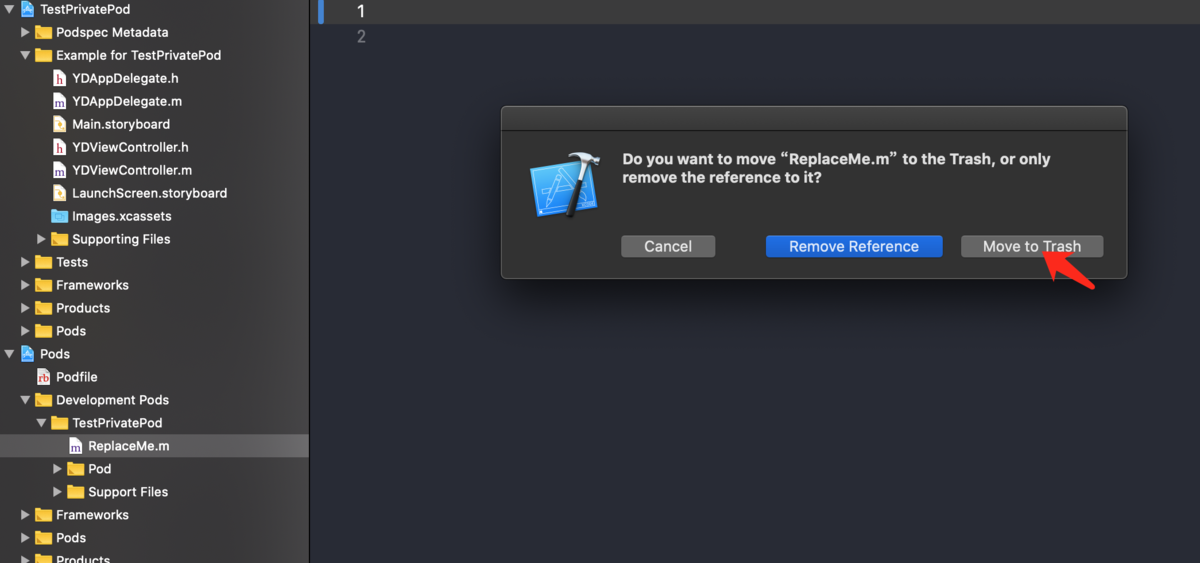 TestPrivatePod
Podspec Metadata
Example for TestPrivatePod
h YDAppDelegate.h
m YDAppDelegate.m
Main.storyboard
h YDViewController.h
m YDViewController.m
LaunchScreen.storyboard
Images.xcassets
Supporting Files
Tests
Frameworks
Products
Pods
Pods
rb Podfile
Development Pods
TestPrivatePod
m ReplaceMe.m
Pod
Support Files
Frameworks
Pods
Products
1
2
Do you want to move “ReplaceMe.m” to the Trash, or only
remove the reference to it?
Cancel Remove Reference Move to Trash